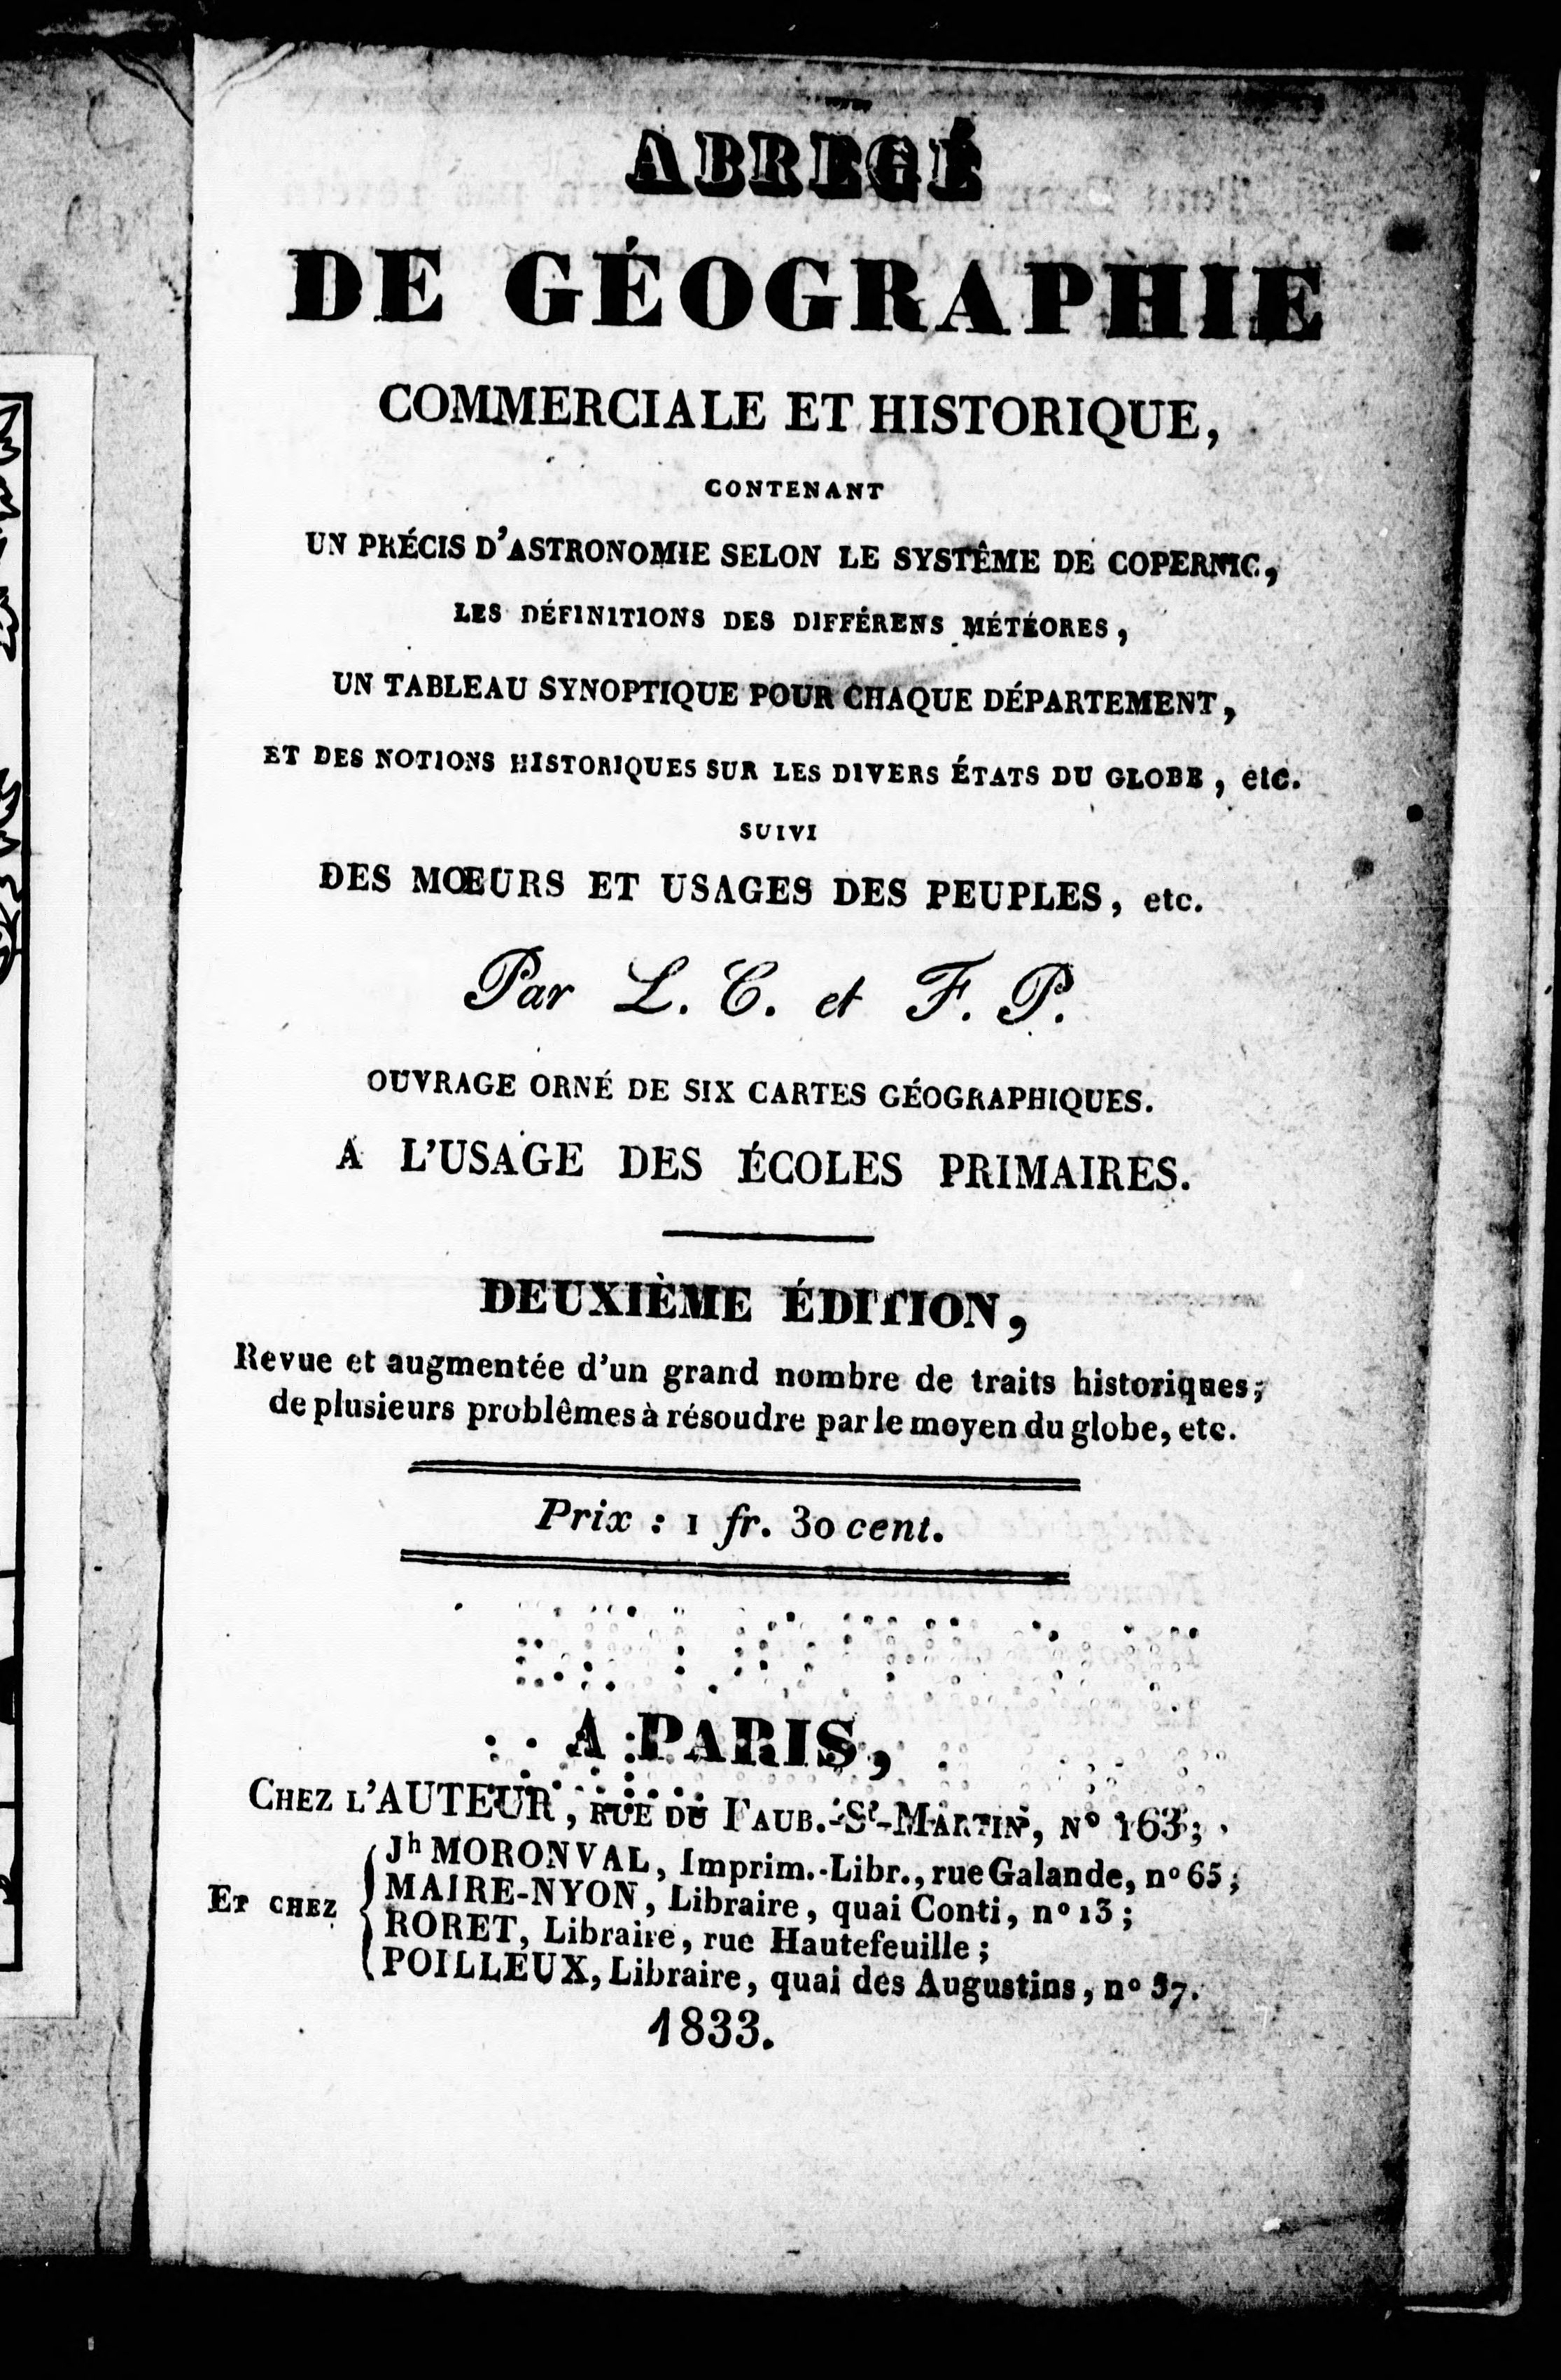 ABRÉGÉ
DE GÉOGRAPHIE
COMMERCIALE ET HISTORIQUE,
CONTENANT
UN PRÉCIS D'ASTRONOMIE SELON LE SYSTÊME DE COPERNIC,
LES DÉFINITIONS DES DIFFÉRENS MÉTÉORES,
UN TABLEAU SYNOPTIQUE POUR CHAQUE DÉPARTEMENT,
ET DES NOTIONS HISTORIQUES SUR LES DIVERS ÉTATS DU GLOBE, etc.
SUIVI
DES MŒURS ET USAGES DES PEUPLES, etc.
Par L. C. et F. P.
OUVRAGE ORNÉ DE SIX CARTES GÉOGRAPHIQUES.
A L'USAGE DES ÉCOLES PRIMAIRES.
DEUXIÈME ÉDITION,
Revue et augmentée d'un grand nombre de traits historiques;
de plusieurs problêmes à résoudre par le moyen du globe, etc.
Prix : 1 fr. 30 cent.
A PARIS,
CHEZ L'AUTEUR, RUE DU FAUB.-St-MARTIN, N° 163;
ET CHEZ
Jh MORONVAL, Imprim.-Libr., rue Galande, n° 65;
MAIRE-NYON, Libraire, quai Conti, n° 13;
RORET, Libraire, rue Hautefeuille;
POILLEUX, Libraire, quai des Augustins, n° 37.
1833.